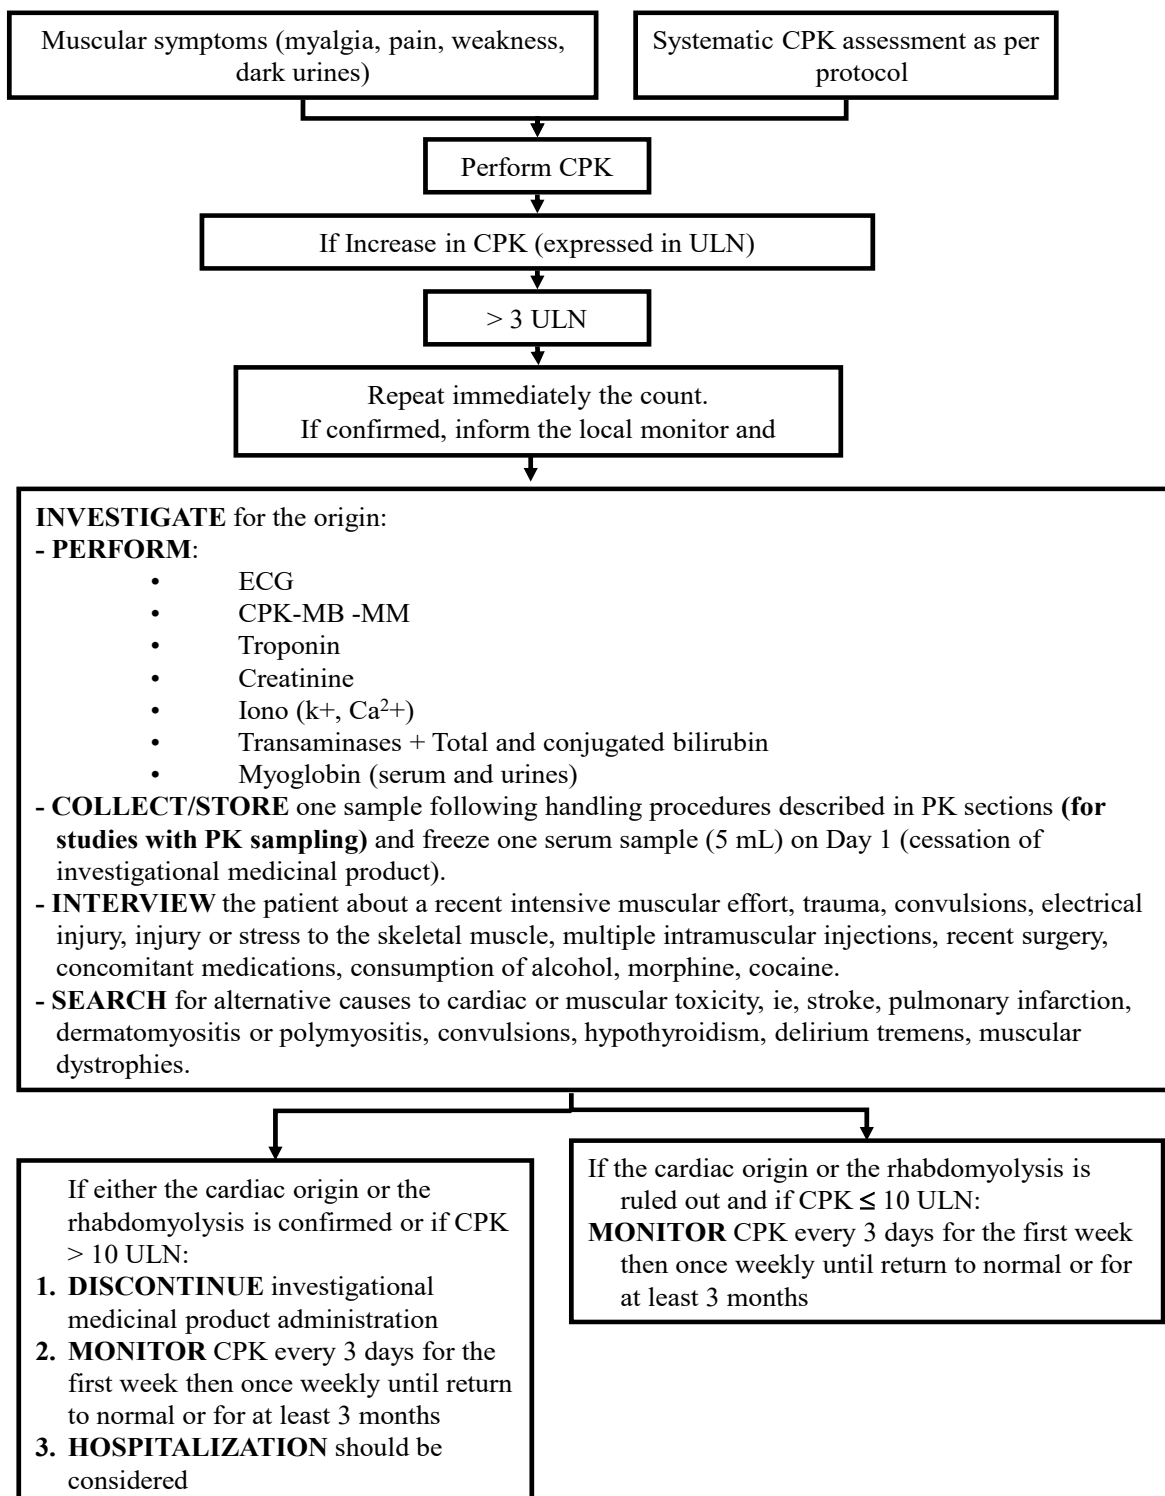 Muscular symptoms (myalgia, pain, weakness,
dark urines)
Systematic CPK assessment as per
protocol
Perform CPK
If Increase in CPK (expressed in ULN)
> 3 ULN
Repeat immediately the count.
If confirmed, inform the local monitor and
INVESTIGATE for the origin:
- PERFORM:
• ECG
• CPK-MB -MM
• Troponin
• Creatinine
• Iono (k+, Ca²⁺)
• Transaminases + Total and conjugated bilirubin
• Myoglobin (serum and urines)
- COLLECT/STORE one sample following handling procedures described in PK sections (for
studies with PK sampling) and freeze one serum sample (5 mL) on Day 1 (cessation of
investigational medicinal product).
- INTERVIEW the patient about a recent intensive muscular effort, trauma, convulsions, electrical
injury, injury or stress to the skeletal muscle, multiple intramuscular injections, recent surgery,
concomitant medications, consumption of alcohol, morphine, cocaine.
- SEARCH for alternative causes to cardiac or muscular toxicity, ie, stroke, pulmonary infarction,
dermatomyositis or polymyositis, convulsions, hypothyroidism, delirium tremens, muscular
dystrophies.
If either the cardiac origin or the
rhabdomyolysis is confirmed or if CPK
> 10 ULN:
1. DISCONTINUE investigational
medicinal product administration
2. MONITOR CPK every 3 days for the
first week then once weekly until return
to normal or for at least 3 months
3. HOSPITALIZATION should be
considered
If the cardiac origin or the rhabdomyolysis is
ruled out and if CPK ≤ 10 ULN:
MONITOR CPK every 3 days for the first week
then once weekly until return to normal or for
at least 3 months